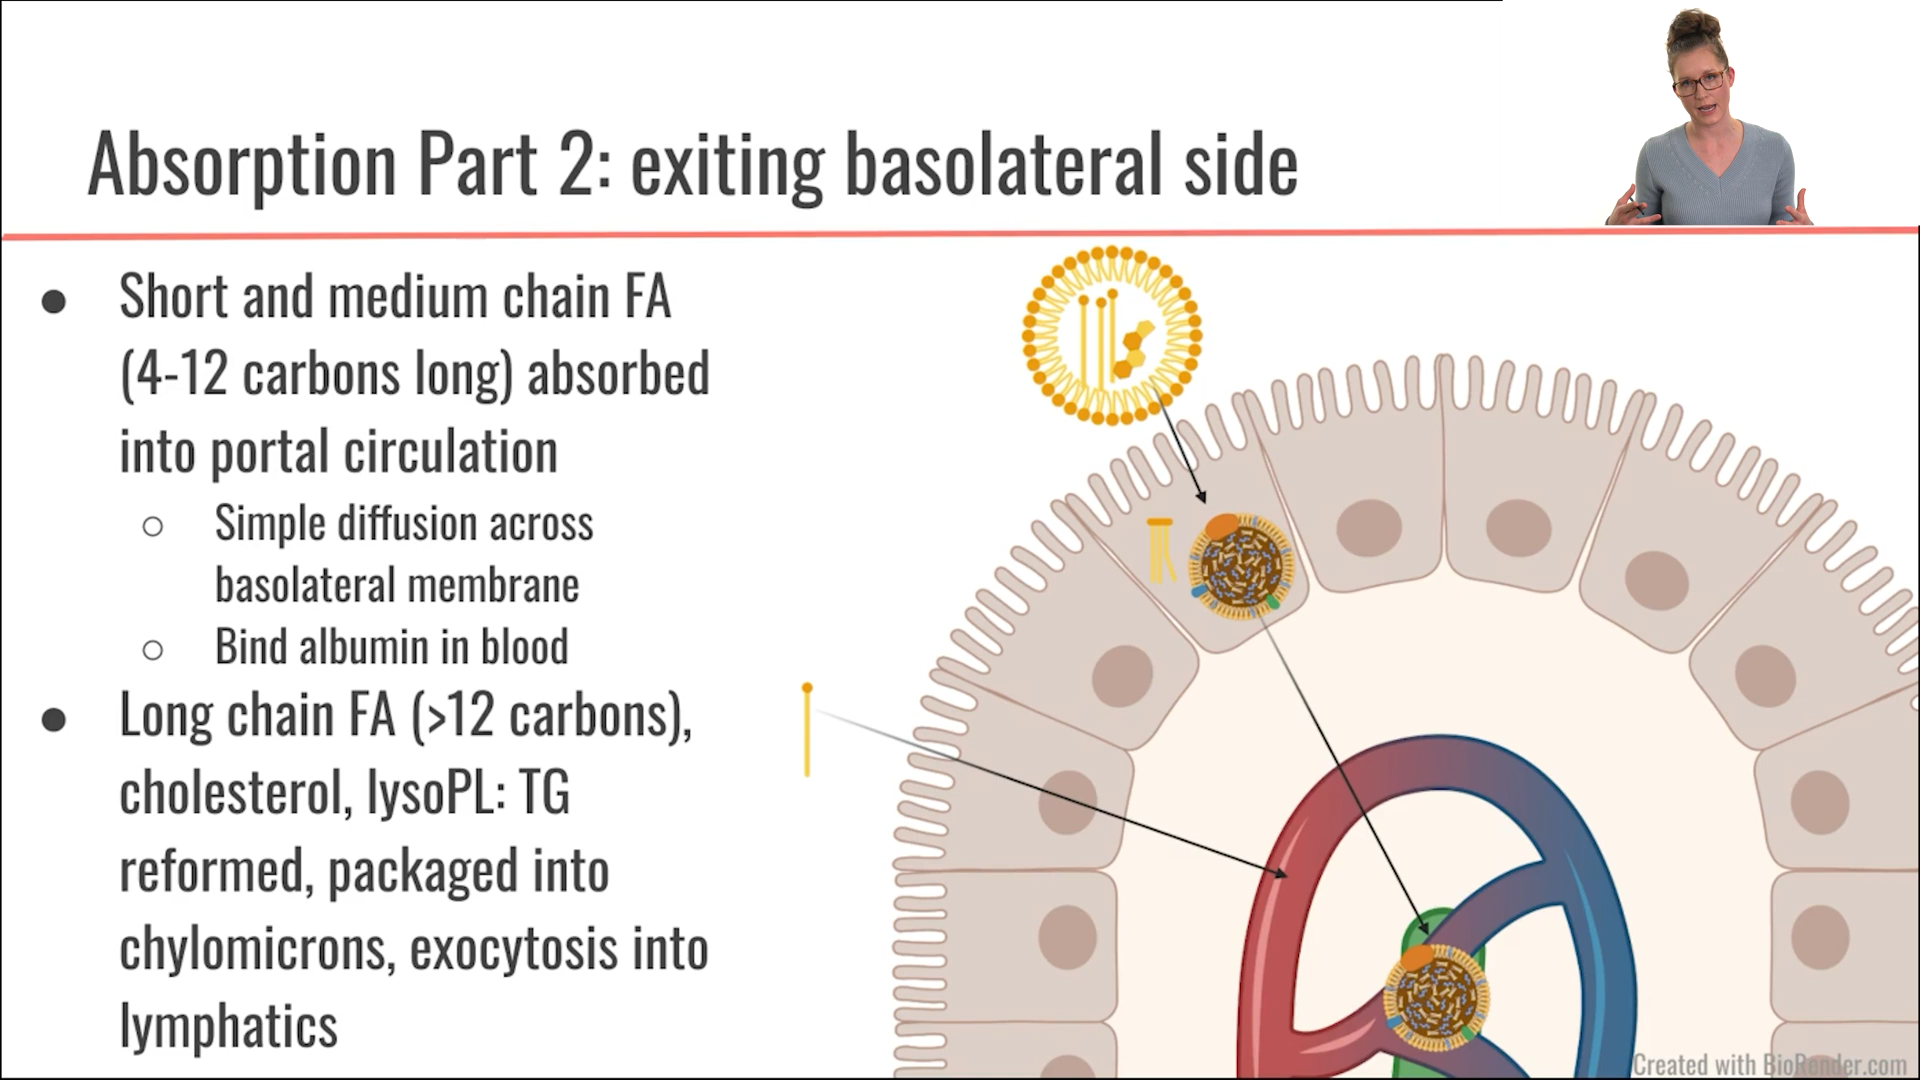 Absorption Part 2: exiting basolateral side
● Short and medium chain FA
(4-12 carbons long) absorbed
into portal circulation
○ Simple diffusion across
basolateral membrane
○ Bind albumin in blood
● Long chain FA (>12 carbons),
cholesterol, lysoPL: TG
reformed, packaged into
chylomicrons, exocytosis into
lymphatics
Created with BioRender.com